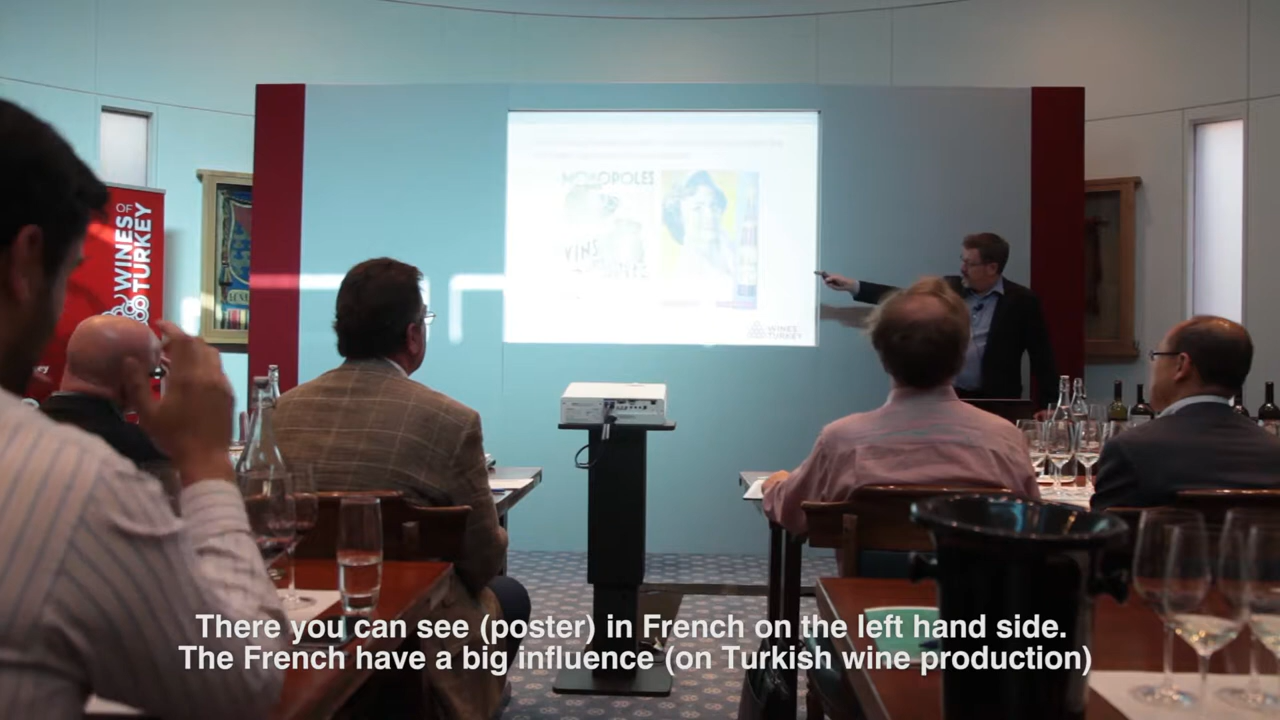 WINES
OF
TURKEY
MONOPOLES
VINS
WINES
TURKEY
There you can see (poster) in French on the left hand side.
The French have a big influence (on Turkish wine production)